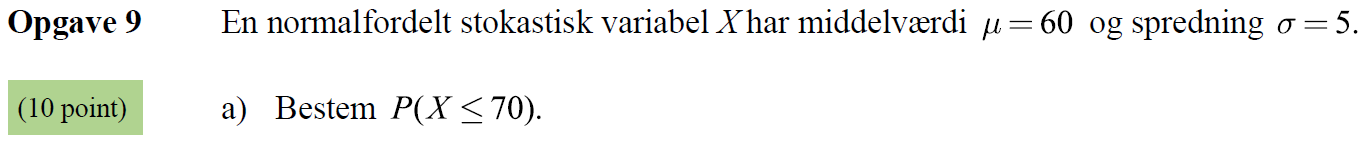 Opgave 9 En normalfordelt stokastisk variabel X har middelværdi μ = 60 og spredning σ = 5.
(10 point) a) Bestem P(X ≤ 70).